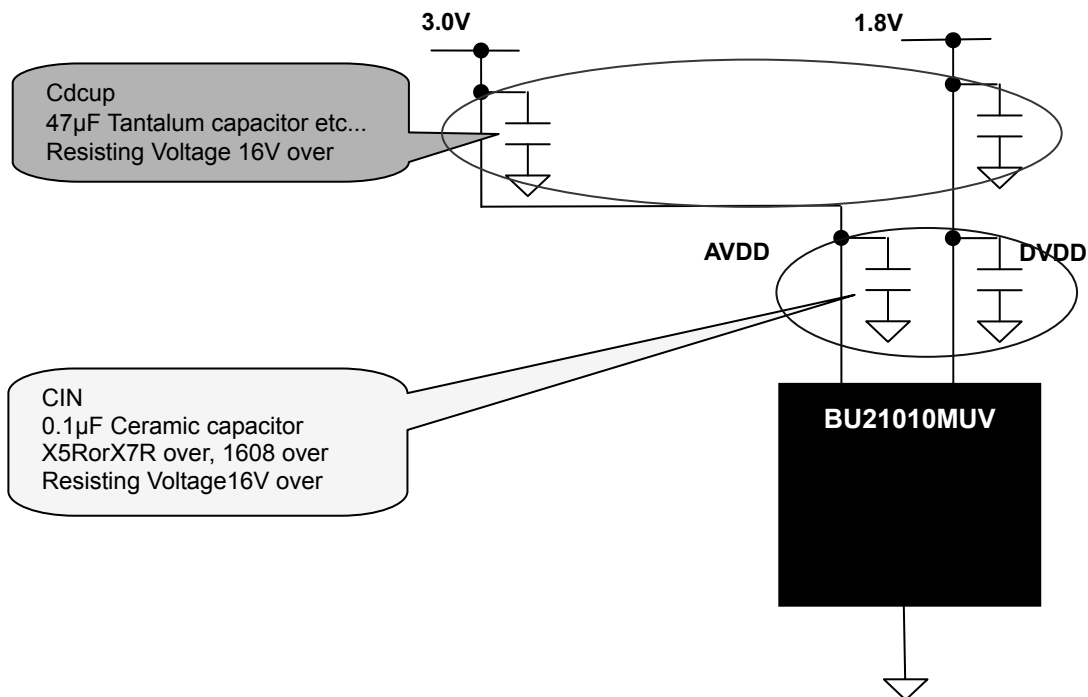 3.0V
1.8V
Cdcup
47µF Tantalum capacitor etc...
Resisting Voltage 16V over
AVDD
DVDD
CIN
0.1µF Ceramic capacitor
X5RorX7R over, 1608 over
Resisting Voltage16V over
BU21010MUV